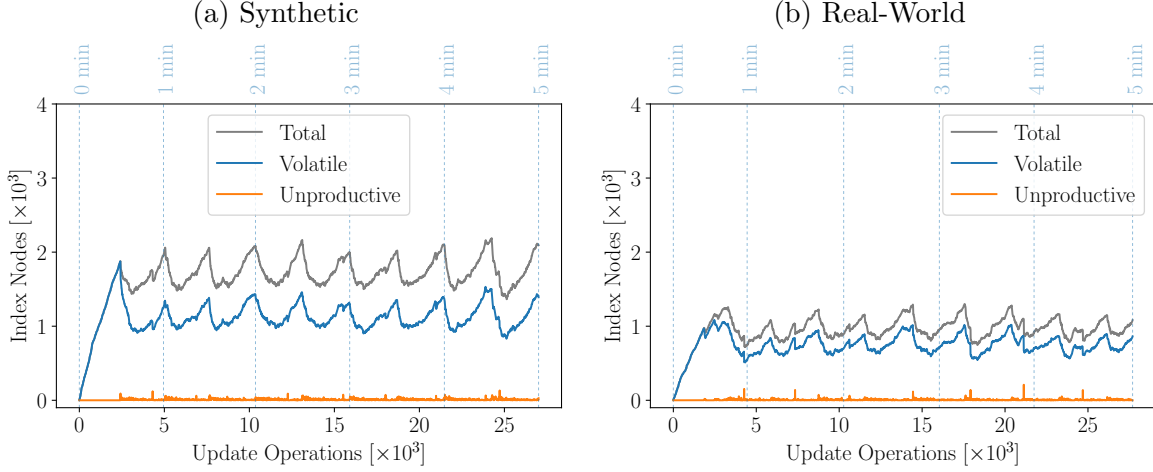 (a) Synthetic
0 min
1 min
2 min
3 min
4 min
5 min
Index Nodes [×10³]
4
3
2
1
0
Total
Volatile
Unproductive
0
5
10
15
20
25
Update Operations [×10³]
(b) Real-World
0 min
1 min
2 min
3 min
4 min
5 min
Index Nodes [×10³]
4
3
2
1
0
Total
Volatile
Unproductive
0
5
10
15
20
25
Update Operations [×10³]